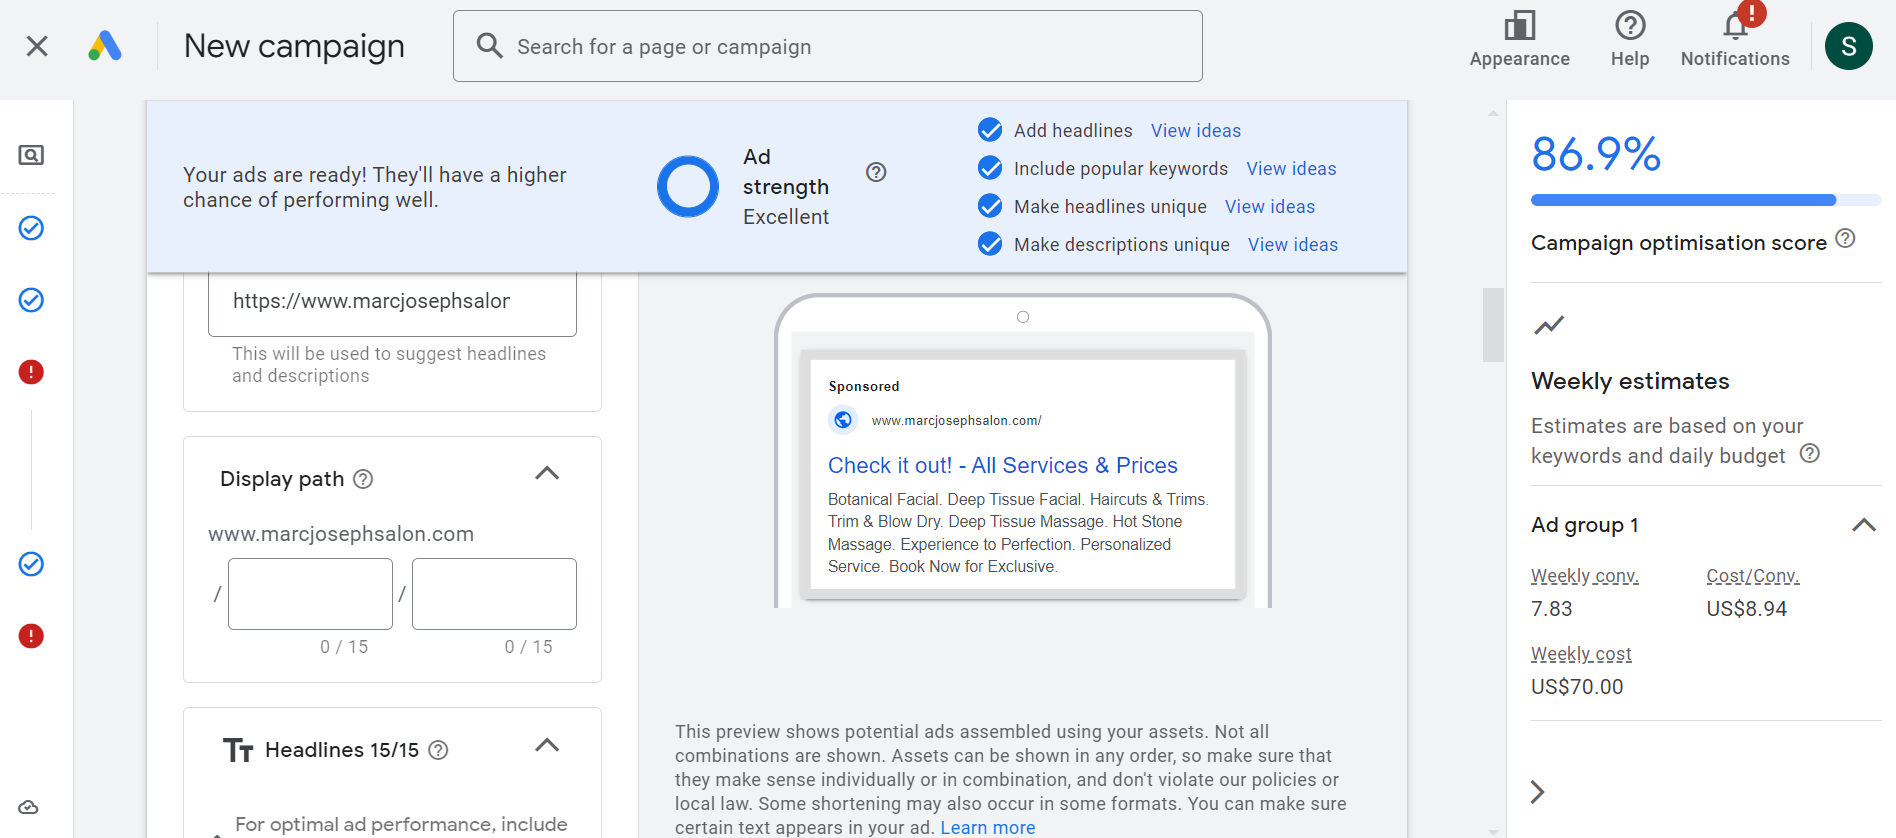 New campaign
Search for a page or campaign
Appearance
Help
Notifications
S
Your ads are ready! They'll have a higher
chance of performing well.
Ad
strength
Excellent
Add headlines View ideas
Include popular keywords View ideas
Make headlines unique View ideas
Make descriptions unique View ideas
https://www.marcjosephsalor
This will be used to suggest headlines
and descriptions
Display path
www.marcjosephsalon.com
/ /
0 / 15 0 / 15
Headlines 15/15
For optimal ad performance, include
Sponsored
www.marcjosephsalon.com/
Check it out! - All Services & Prices
Botanical Facial. Deep Tissue Facial. Haircuts & Trims.
Trim & Blow Dry. Deep Tissue Massage. Hot Stone
Massage. Experience to Perfection. Personalized
Service. Book Now for Exclusive.
This preview shows potential ads assembled using your assets. Not all
combinations are shown. Assets can be shown in any order, so make sure that
they make sense individually or in combination, and don't violate our policies or
local law. Some shortening may also occur in some formats. You can make sure
certain text appears in your ad. Learn more
86.9%
Campaign optimisation score
Weekly estimates
Estimates are based on your
keywords and daily budget
Ad group 1
Weekly conv. Cost/Conv.
7.83 US$8.94
Weekly cost
US$70.00